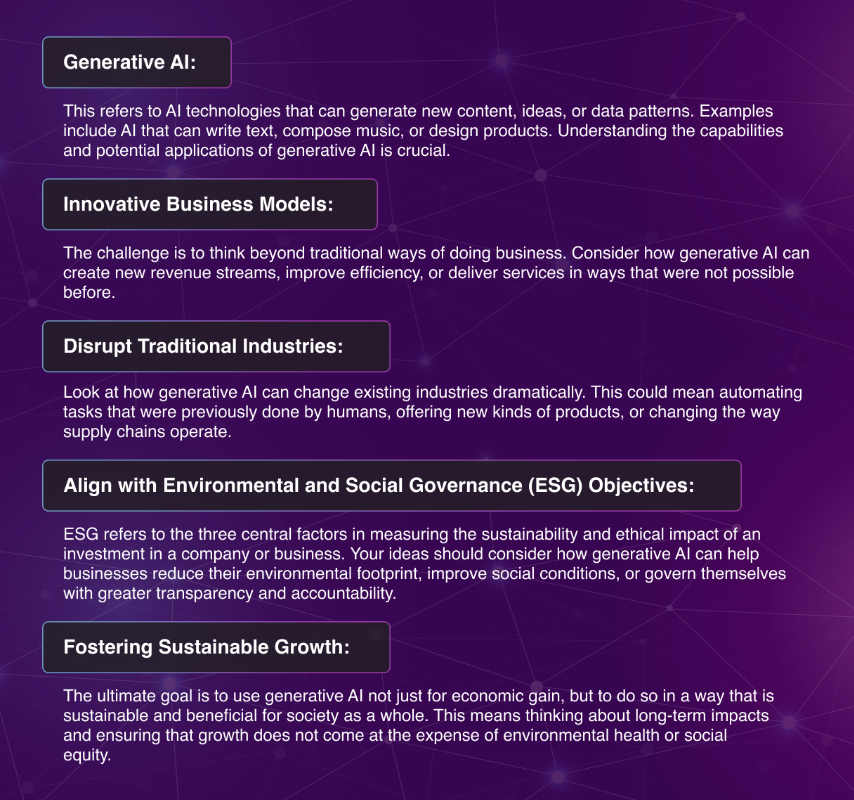 Generative AI:
This refers to AI technologies that can generate new content, ideas, or data patterns. Examples
include AI that can write text, compose music, or design products. Understanding the capabilities
and potential applications of generative AI is crucial.
Innovative Business Models:
The challenge is to think beyond traditional ways of doing business. Consider how generative AI can
create new revenue streams, improve efficiency, or deliver services in ways that were not possible
before.
Disrupt Traditional Industries:
Look at how generative AI can change existing industries dramatically. This could mean automating
tasks that were previously done by humans, offering new kinds of products, or changing the way
supply chains operate.
Align with Environmental and Social Governance (ESG) Objectives:
ESG refers to the three central factors in measuring the sustainability and ethical impact of an
investment in a company or business. Your ideas should consider how generative AI can help
businesses reduce their environmental footprint, improve social conditions, or govern themselves
with greater transparency and accountability.
Fostering Sustainable Growth:
The ultimate goal is to use generative AI not just for economic gain, but to do so in a way that is
sustainable and beneficial for society as a whole. This means thinking about long-term impacts
and ensuring that growth does not come at the expense of environmental health or social
equity.